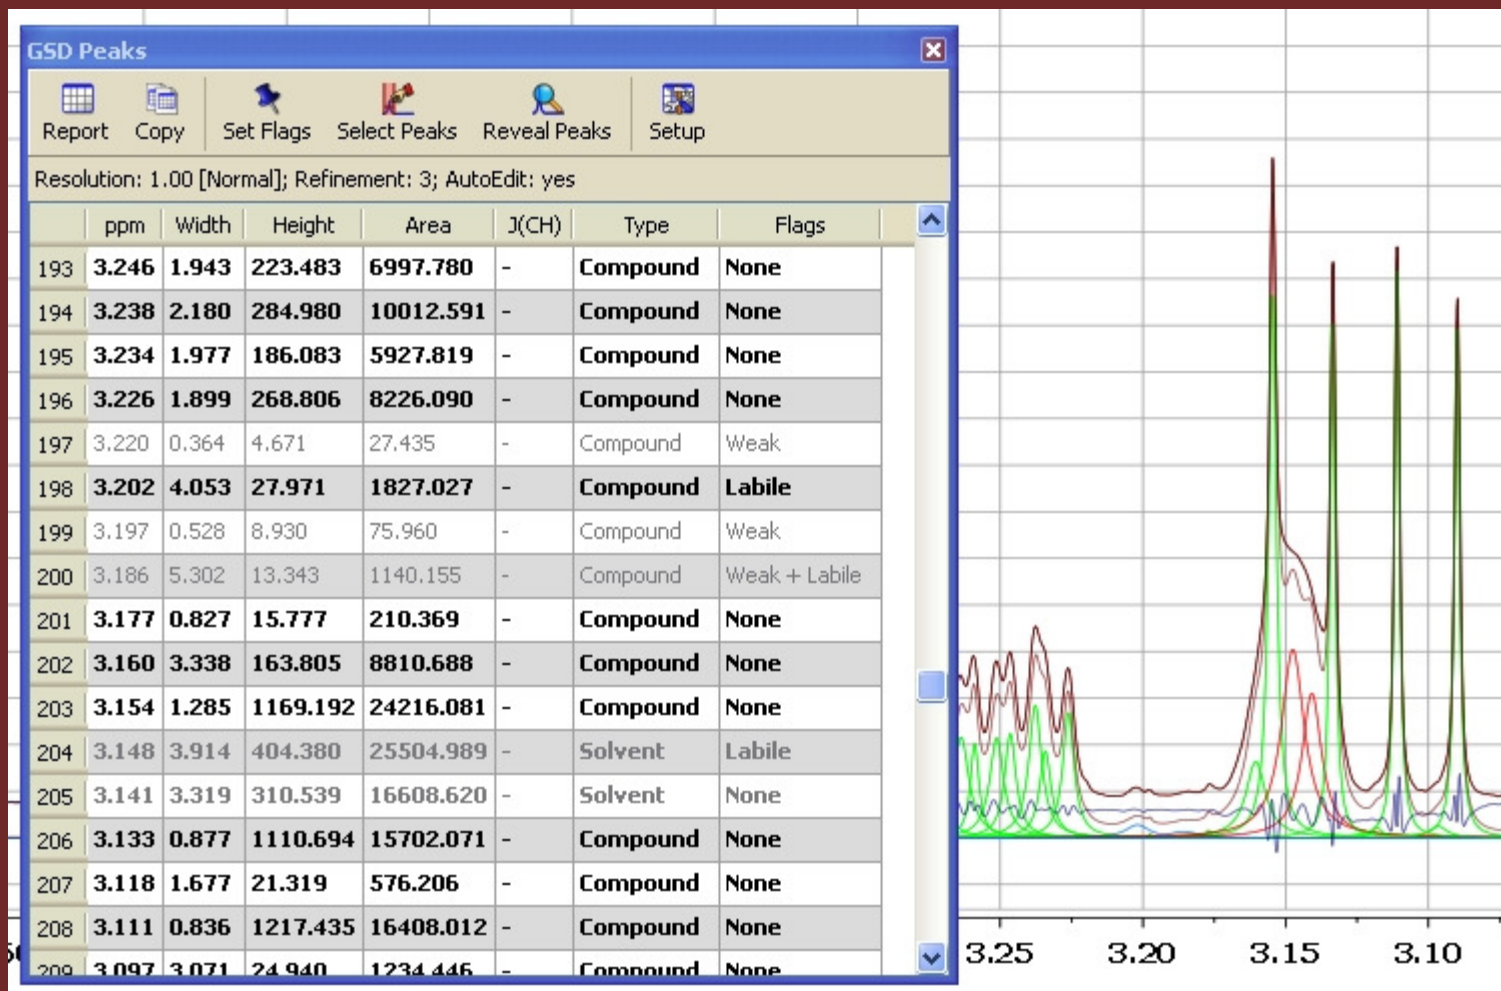 GSD Peaks
Report Copy Set Flags Select Peaks Reveal Peaks Setup
Resolution: 1.00 [Normal]; Refinement: 3; AutoEdit: yes
ppm Width Height Area J(CH) Type Flags
193 3.246 1.943 223.483 6997.780 - Compound None
194 3.238 2.180 284.980 10012.591 - Compound None
195 3.234 1.977 186.083 5927.819 - Compound None
196 3.226 1.899 268.806 8226.090 - Compound None
197 3.220 0.364 4.671 27.435 - Compound Weak
198 3.202 4.053 27.971 1827.027 - Compound Labile
199 3.197 0.528 8.930 75.960 - Compound Weak
200 3.186 5.302 13.343 1140.155 - Compound Weak + Labile
201 3.177 0.827 15.777 210.369 - Compound None
202 3.160 3.338 163.805 8810.688 - Compound None
203 3.154 1.285 1169.192 24216.081 - Compound None
204 3.148 3.914 404.380 25504.989 - Solvent Labile
205 3.141 3.319 310.539 16608.620 - Solvent None
206 3.133 0.877 1110.694 15702.071 - Compound None
207 3.118 1.677 21.319 576.206 - Compound None
208 3.111 0.836 1217.435 16408.012 - Compound None
209 3.097 3.071 24.940 1234.446 - Compound None
3.25 3.20 3.15 3.10